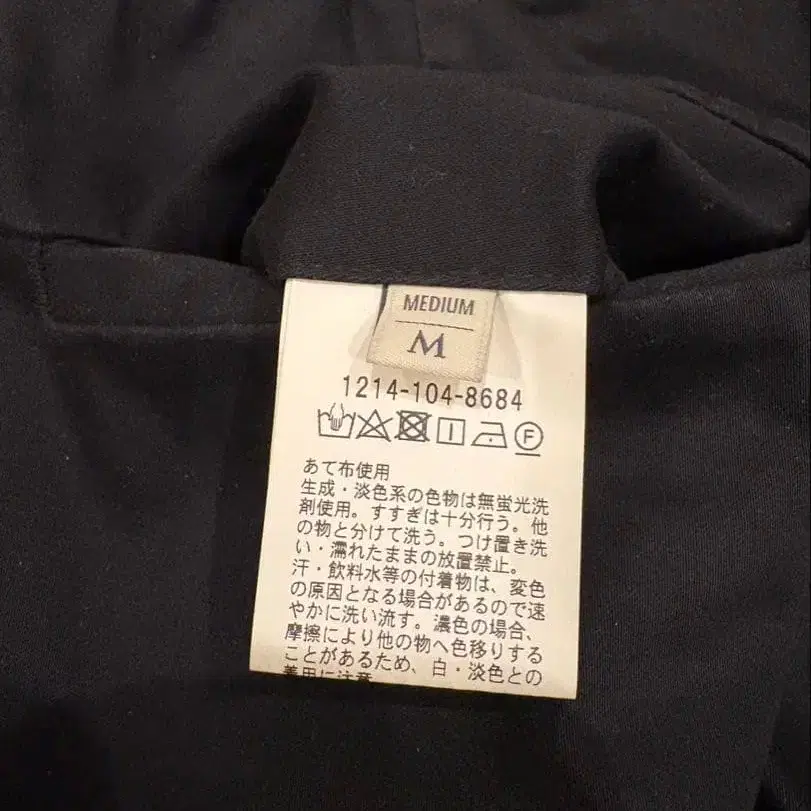 MEDIUM
M
1214-104-8684
F
あて布使用
生成・淡色系の色物は無蛍光洗
剤使用。すすぎは十分行う。他
の物と分けて洗う。つけ置き洗
い・濡れたままの放置禁止。
汗・飲料水等の付着物は、変色
の原因となる場合があるので速
やかに洗い流す。濃色の場合、
摩擦により他の物へ色移りする
ことがあるため、白・淡色との
着用に注意